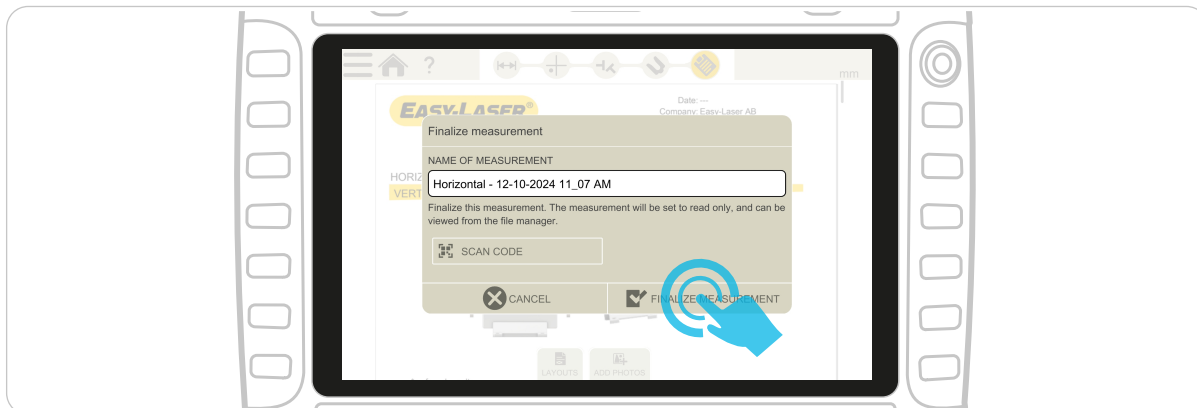 ?
mm
EASY-LASER®
Date: —
Company: Easy-Laser AB
Finalize measurement
NAME OF MEASUREMENT
HORIZ
Horizontal - 12-10-2024 11_07 AM
VERT
Finalize this measurement. The measurement will be set to read only, and can be
viewed from the file manager.
SCAN CODE
CANCEL
FINALIZE MEASUREMENT
LAYOUTS
ADD PHOTOS